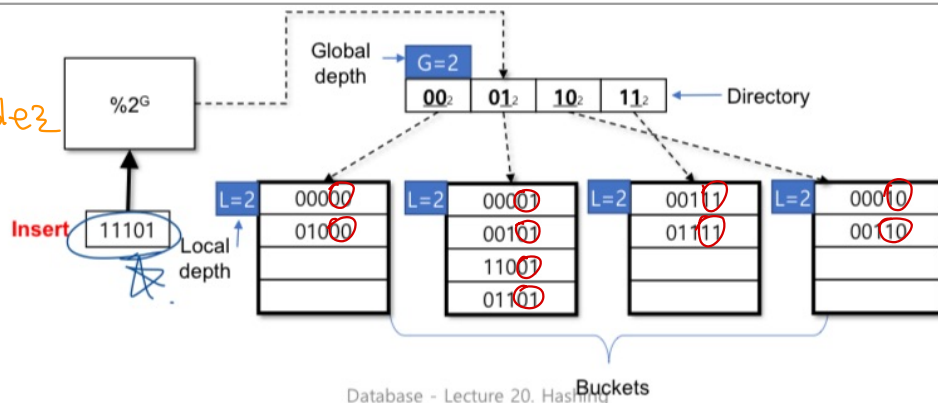 Global
depth
G=2
%2ᴳ
00₂ 01₂ 10₂ 11₂
Directory
Insert
11101
Local
depth
L=2
00000
01000
L=2
00001
00101
11001
01101
L=2
00111
01111
L=2
00010
00110
Buckets
Database - Lecture 20. Hashing